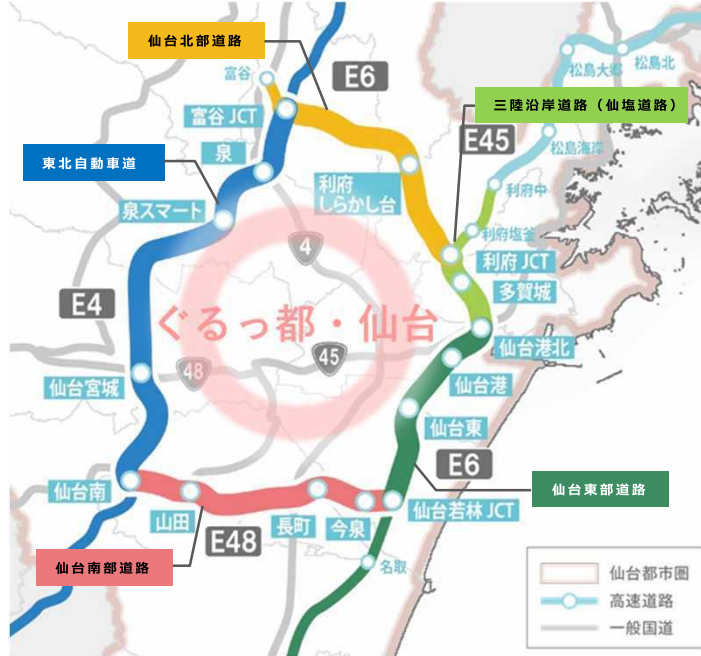 仙台北部道路
富谷
E6
松島大郷
松島北
富谷 JCT
三陸沿岸道路（仙塩道路）
E45
東北自動車道
泉
松島海岸
利府
しらかし台
利府中
泉スマート
利府塩釜
4
利府 JCT
多賀城
E4
ぐるっ都・仙台
仙台港北
48
45
仙台宮城
仙台港
仙台東
E6
仙台南
仙台東部道路
山田
長町
今泉
仙台若林 JCT
E48
仙台南部道路
名取
仙台都市圏
高速道路
一般国道